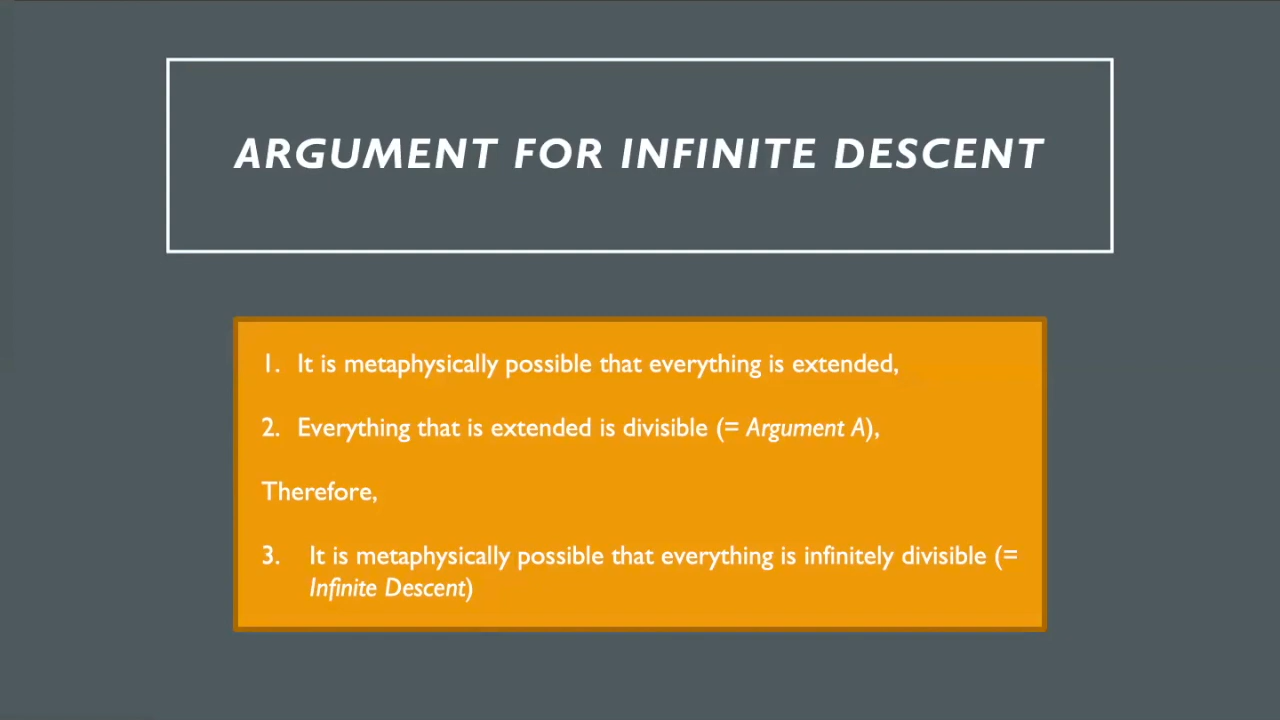 ARGUMENT FOR INFINITE DESCENT
1. It is metaphysically possible that everything is extended,
2. Everything that is extended is divisible (= Argument A),
Therefore,
3. It is metaphysically possible that everything is infinitely divisible (=
Infinite Descent)